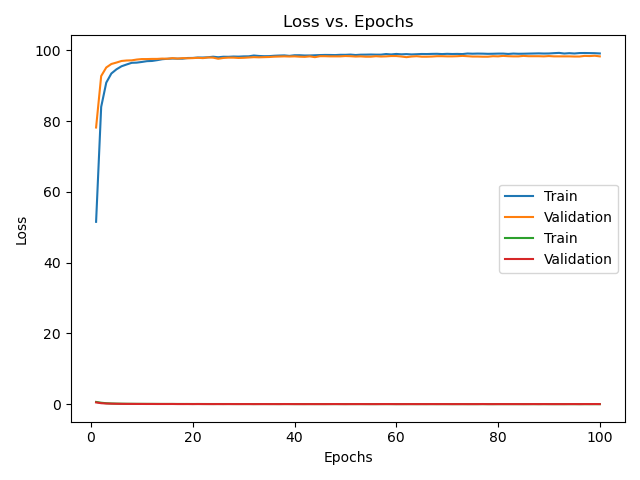 Loss vs. Epochs
Loss
100
80
60
40
20
0
Train
Validation
Train
Validation
0 20 40 60 80 100
Epochs